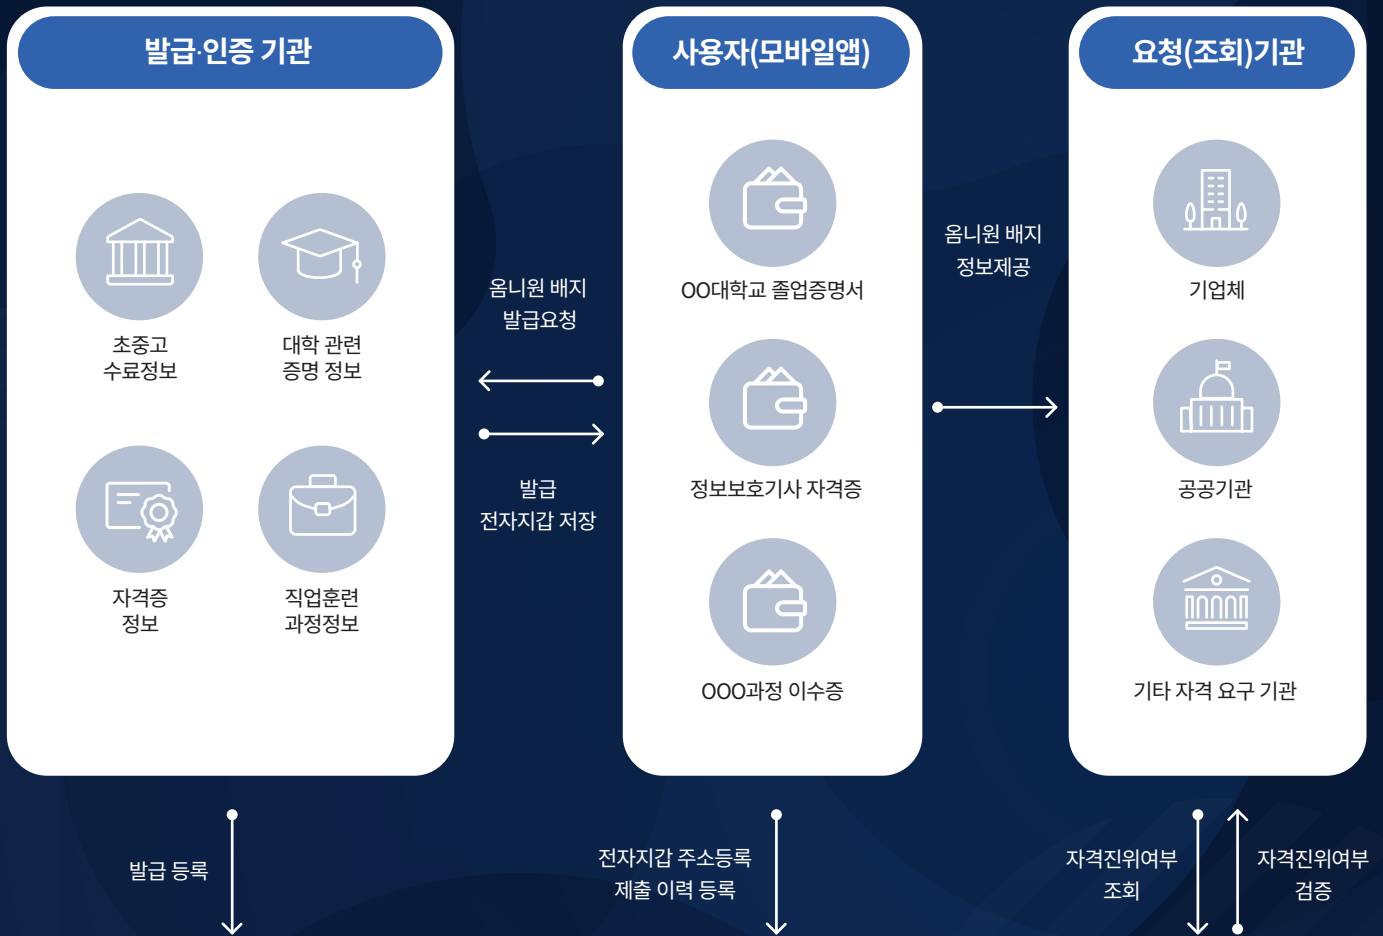 발급·인증 기관
초중고
수료정보
대학 관련
증명 정보
자격증
정보
직업훈련
과정정보
옴니원 배지
발급요청
발급
전자지갑 저장
사용자(모바일앱)
OO대학교 졸업증명서
정보보호기사 자격증
OOO과정 이수증
옴니원 배지
정보제공
요청(조회)기관
기업체
공공기관
기타 자격 요구 기관
발급 등록
전자지갑 주소등록
제출 이력 등록
자격진위여부
조회
자격진위여부
검증